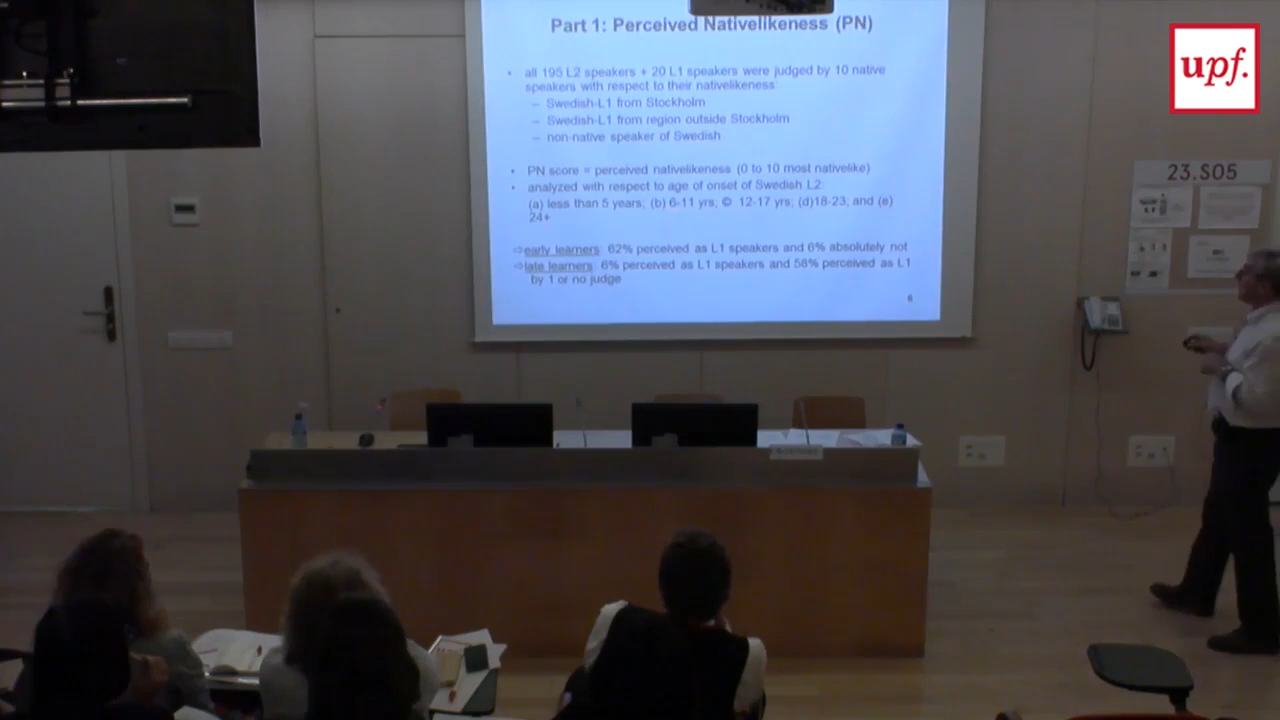 Part 1: Perceived Nativelikeness (PN)
• all 195 L2 speakers + 20 L1 speakers were judged by 10 native
speakers with respect to their nativelikeness:
– Swedish-L1 from Stockholm
– Swedish-L1 from region outside Stockholm
– non-native speaker of Swedish
• PN score = perceived nativelikeness (0 to 10 most nativelike)
• analyzed with respect to age of onset of Swedish L2:
(a) less than 5 years; (b) 6-11 yrs; © 12-17 yrs; (d)18-23; and (e)
24+
⇨early learners: 62% perceived as L1 speakers and 6% absolutely not
⇨late learners: 6% perceived as L1 speakers and 58% perceived as L1
by 1 or no judge
6
upf.
23.S05